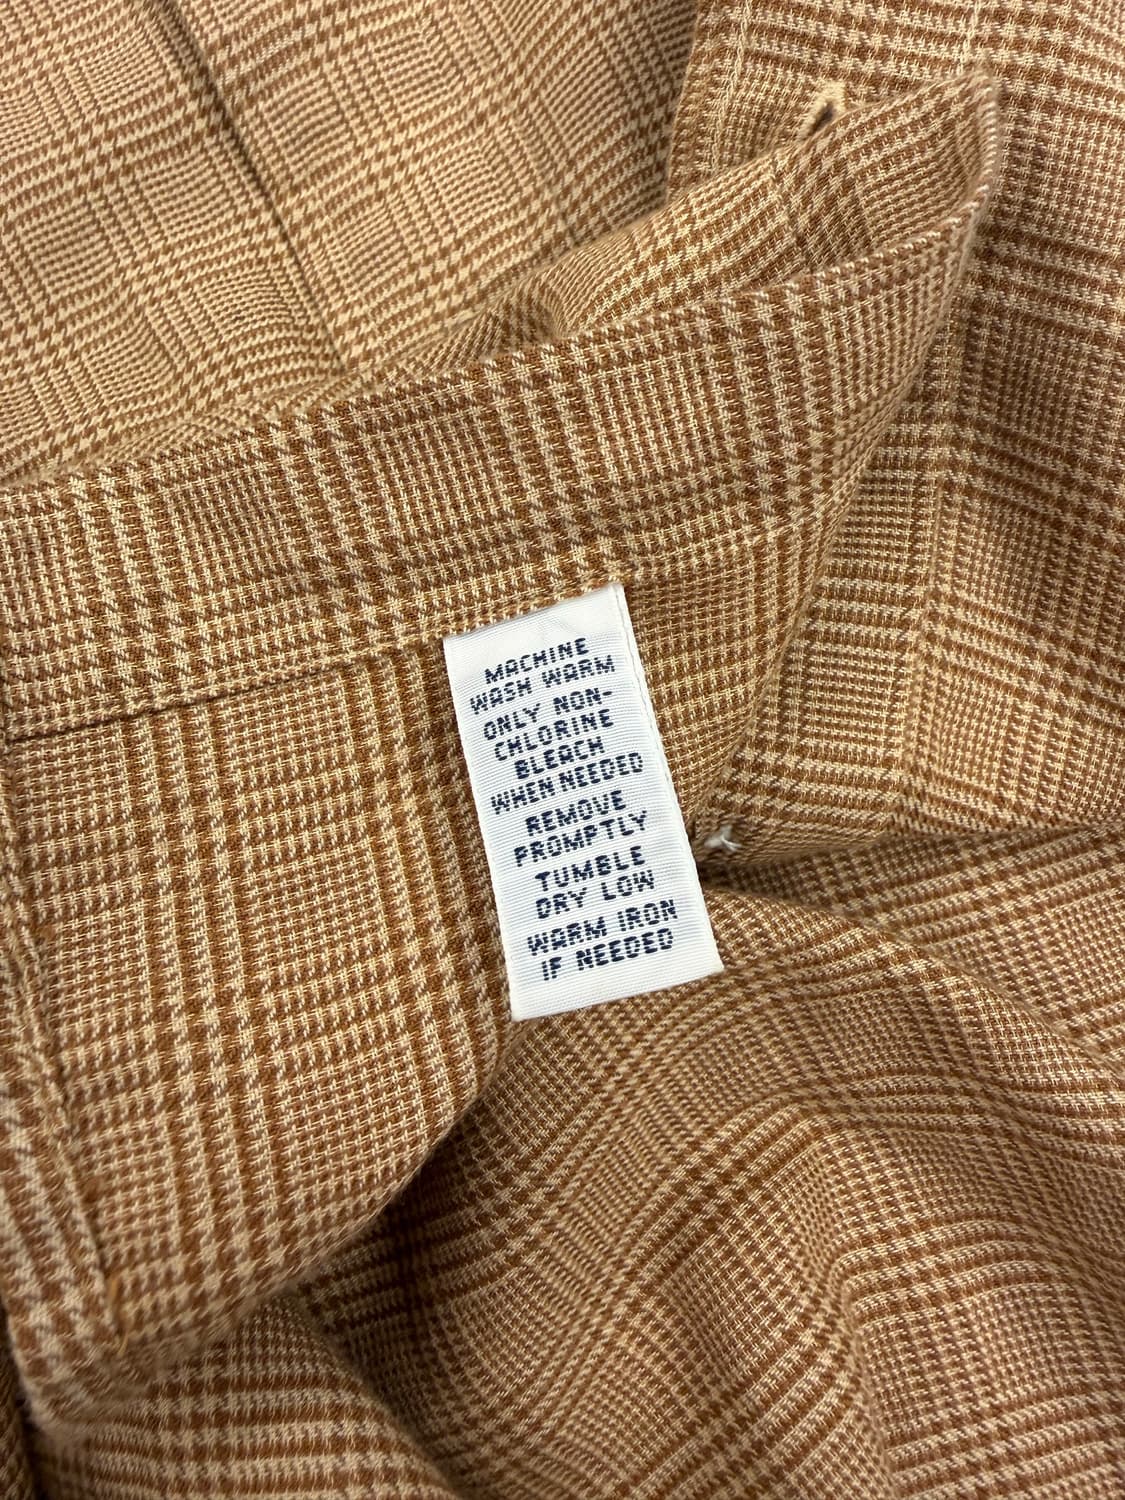 MACHINE
WASH WARM
ONLY NON-
CHLORINE
BLEACH
WHEN NEEDED
REMOVE
PROMPTLY
TUMBLE
DRY LOW
WARM IRON
IF NEEDED